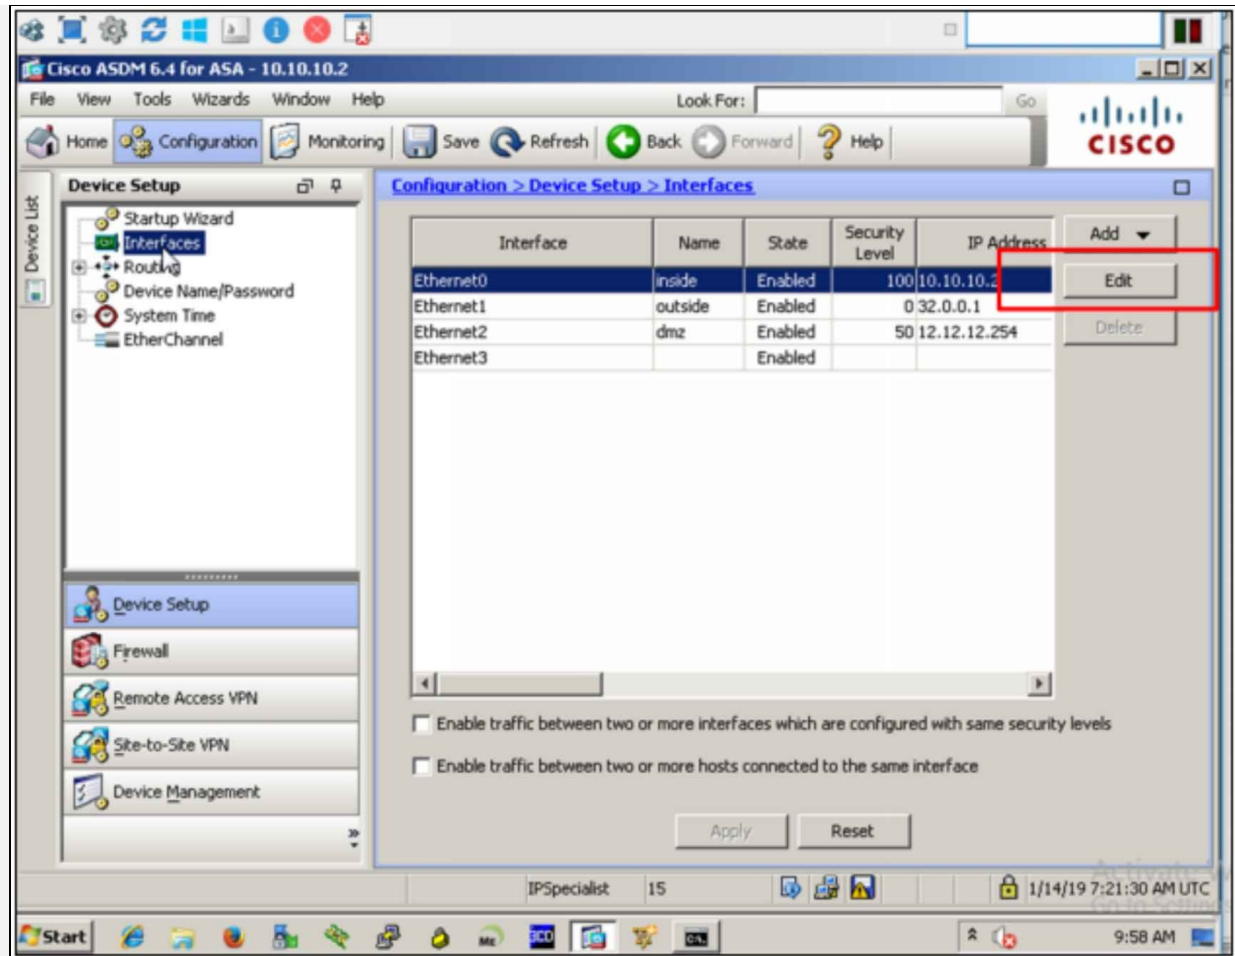 Cisco ASDM 6.4 for ASA - 10.10.10.2
File View Tools Wizards Window Help Look For: Go
Home Configuration Monitoring Save Refresh Back Forward Help
CISCO
Device List
Device Setup
Startup Wizard
Interfaces
Routing
Device Name/Password
System Time
EtherChannel
Device Setup
Firewall
Remote Access VPN
Site-to-Site VPN
Device Management
Configuration > Device Setup > Interfaces
Interface Name State Security Level IP Address
Ethernet0 inside Enabled 100 10.10.10.2
Ethernet1 outside Enabled 0 32.0.0.1
Ethernet2 dmz Enabled 50 12.12.12.254
Ethernet3 Enabled
Add
Edit
Delete
Enable traffic between two or more interfaces which are configured with same security levels
Enable traffic between two or more hosts connected to the same interface
Apply Reset
Activate W
IPSpecialist 15 1/14/19 7:21:30 AM UTC
Go to Settings
Start 9:58 AM